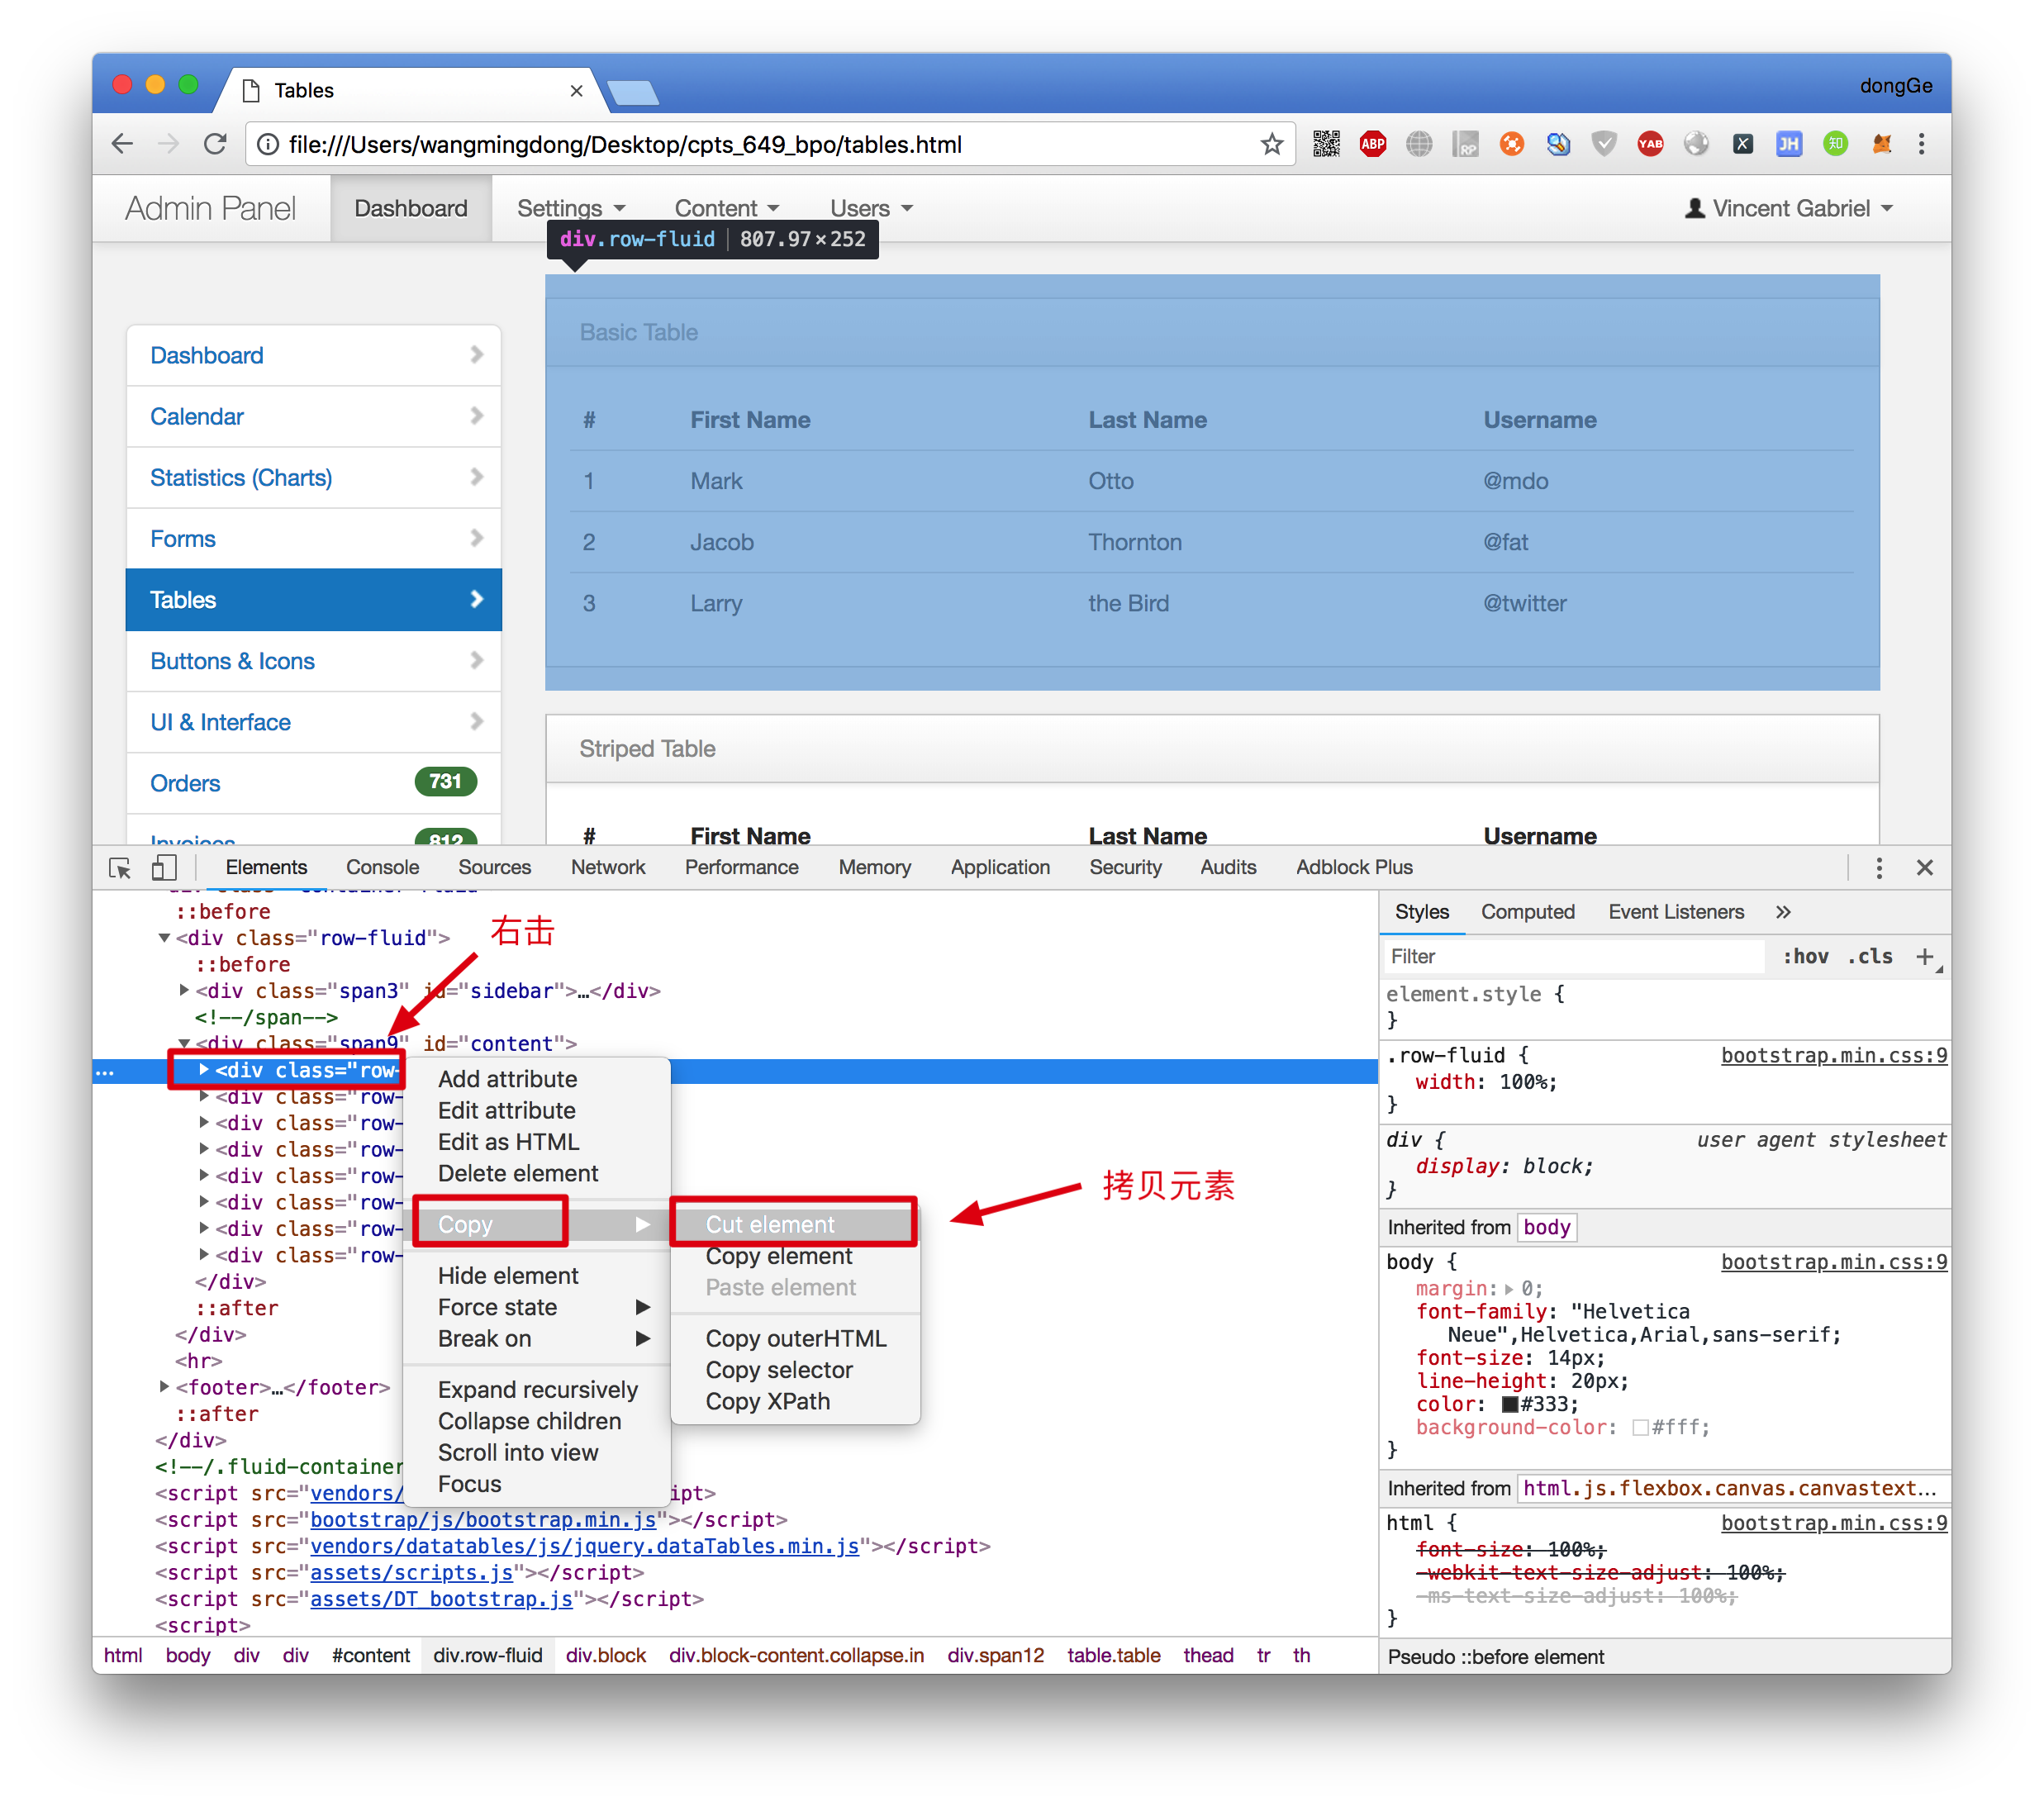 Tables
dongGe
file:///Users/wangmingdong/Desktop/cpts_649_bpo/tables.html
ABP
RP
YAB
X
JH
知
Admin Panel
Dashboard
Settings
Content
Users
Vincent Gabriel
div.row-fluid | 807.97×252
Dashboard
Calendar
Statistics (Charts)
Forms
Tables
Buttons & Icons
UI & Interface
Orders 731
Invoices 812
Basic Table
# First Name Last Name Username
1 Mark Otto @mdo
2 Jacob Thornton @fat
3 Larry the Bird @twitter
Striped Table
# First Name Last Name Username
Elements Console Sources Network Performance Memory Application Security Audits Adblock Plus
::before
<div class="row-fluid">
右击
::before
<div class="span3" id="sidebar">…</div>
<!--/span-->
<div class="span9" id="content">
... <div class="row-
<div class="row-
<div class="row-
<div class="row-
<div class="row-
<div class="row-
<div class="row-
<div class="row-
</div>
::after
</div>
<hr>
<footer>…</footer>
::after
</div>
<!--/.fluid-container
<script src="vendors/ ipt>
<script src="bootstrap/js/bootstrap.min.js"></script>
<script src="vendors/datatables/js/jquery.dataTables.min.js"></script>
<script src="assets/scripts.js"></script>
<script src="assets/DT_bootstrap.js"></script>
<script>
Add attribute
Edit attribute
Edit as HTML
Delete element
Copy
Hide element
Force state
Break on
Expand recursively
Collapse children
Scroll into view
Focus
Cut element
Copy element
Paste element
Copy outerHTML
Copy selector
Copy XPath
拷贝元素
html body div div #content div.row-fluid div.block div.block-content.collapse.in div.span12 table.table thead tr th
Styles Computed Event Listeners »
Filter :hov .cls +
element.style {
}
.row-fluid { bootstrap.min.css:9
width: 100%;
}
div { user agent stylesheet
display: block;
}
Inherited from body
body { bootstrap.min.css:9
margin: 0;
font-family: "Helvetica
Neue",Helvetica,Arial,sans-serif;
font-size: 14px;
line-height: 20px;
color: #333;
background-color: #fff;
}
Inherited from html.js.flexbox.canvas.canvastext…
html { bootstrap.min.css:9
font-size: 100%;
-webkit-text-size-adjust: 100%;
-ms-text-size-adjust: 100%;
}
Pseudo ::before element